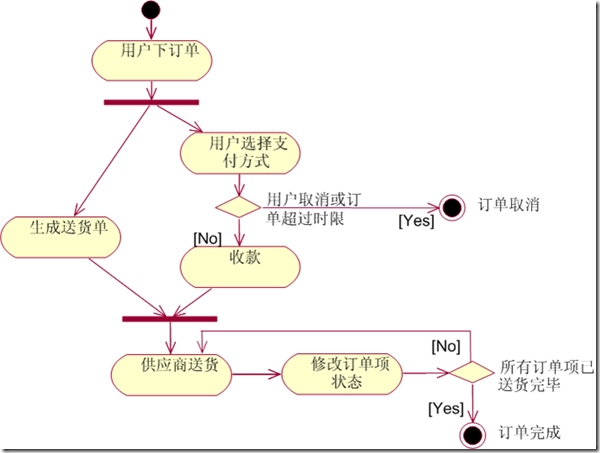 用户下订单
用户选择支
付方式
用户取消或订
单超过时限
订单取消
[Yes]
生成送货单
[No]
收款
[No]
供应商送货
修改订单项
状态
所有订单项已
送货完毕
[Yes]
订单完成